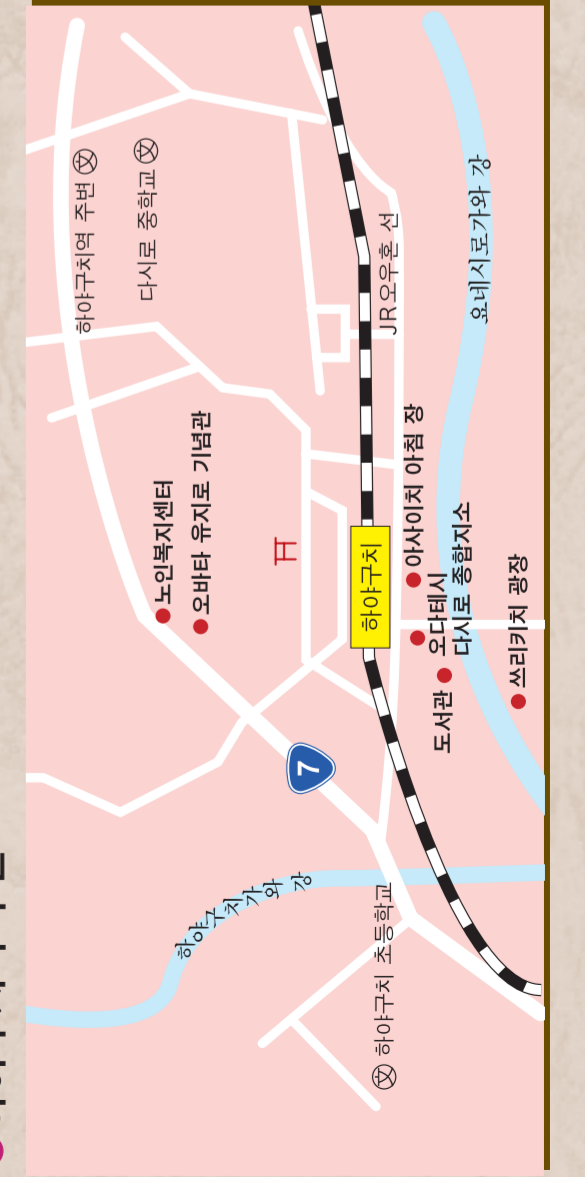 하야구치역 주변 文
다시로 중학교 文
노인복지센터
오바타 유지로 기념관
JR오우혼 선
요네시로가와 강
하야구치
아사이치 아침 장
오다테시
다시로 종합지소
도서관
쓰리키치 광장
7
하야구치가와 강
文 하야구치 초등학교